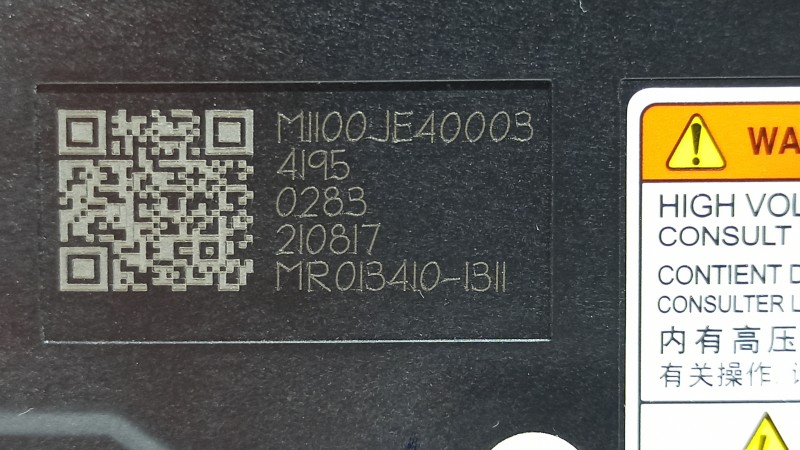 M1100JE40003
4195
0283
210817
MR013410-1311
WA
HIGH VOL
CONSULT
CONTIENT D
CONSULTER L
内有高压
有关操作,